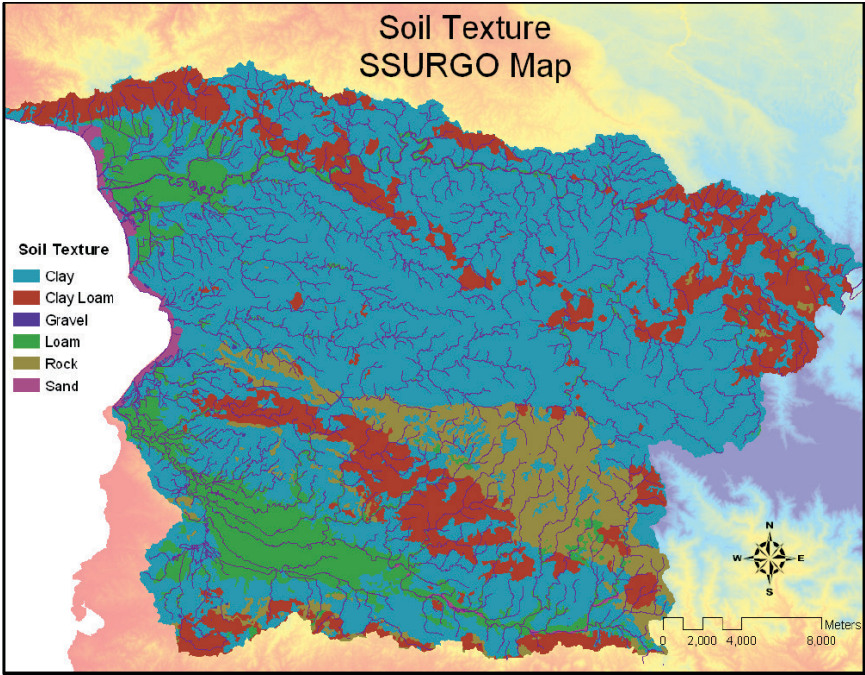 Soil Texture
SSURGO Map
Soil Texture
Clay
Clay Loam
Gravel
Loam
Rock
Sand
N
W E
S
Meters
0 2,000 4,000 8,000